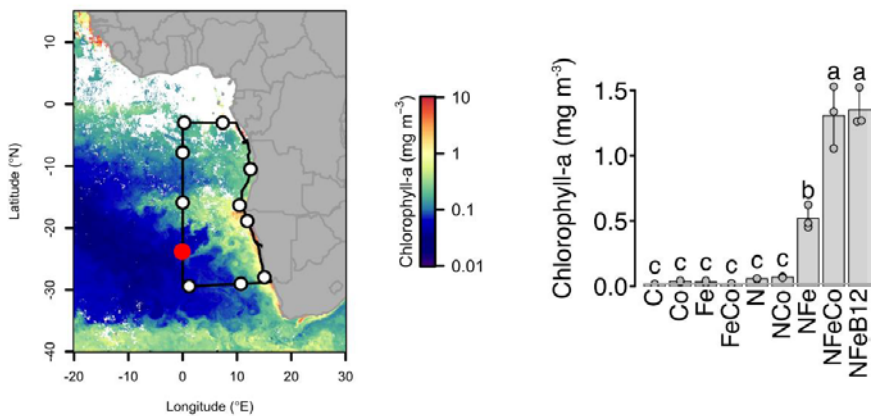 10
0
-10
-20
-30
-40
Latitude (°N)
-20
-10
0
10
20
30
Longitude (°E)
10
1
0.1
0.01
Chlorophyll-a (mg m⁻³)
Chlorophyll-a (mg m⁻³)
1.5
1.0
0.5
0.0
c
c
c
c
c
c
b
a
a
C
Co
Fe
FeCo
N
NCo
NFe
NFeCo
NFeB12